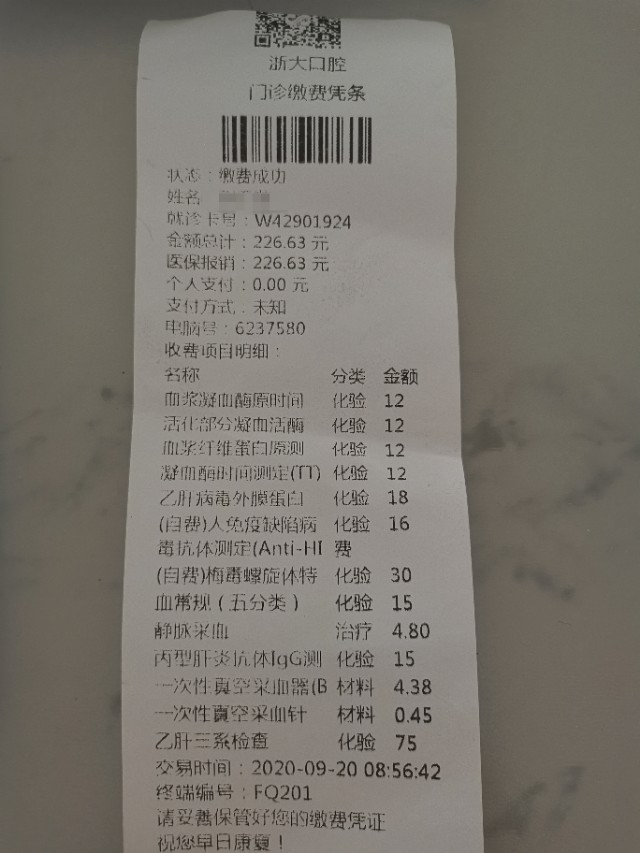 浙大口腔
门诊缴费凭条
状态：缴费成功
姓名
就诊卡号：W42901924
金额总计：226.63 元
医保报销：226.63 元
个人支付：0.00 元
支付方式：未知
电脑号：6237580
收费项目明细：
名称 分类 金额
血浆凝血酶原时间 化验 12
活化部分凝血活酶 化验 12
血浆纤维蛋白原测 化验 12
凝血酶时间测定(TT) 化验 12
乙肝病毒外膜蛋白 化验 18
(自费)人免疫缺陷病 化验 16
毒抗体测定(Anti-HI 费
(自费)梅毒螺旋体特 化验 30
血常规（五分类） 化验 15
静脉采血 治疗 4.80
丙型肝炎抗体IgG测 化验 15
一次性真空采血器(B 材料 4.38
一次性真空采血针 材料 0.45
乙肝三系检查 化验 75
交易时间：2020-09-20 08:56:42
终端编号：FQ201
请妥善保管好您的缴费凭证
祝您早日康复！